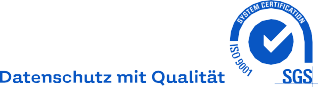 SYSTEM CERTIFICATION
ISO 9001
Datenschutz mit Qualität
SGS